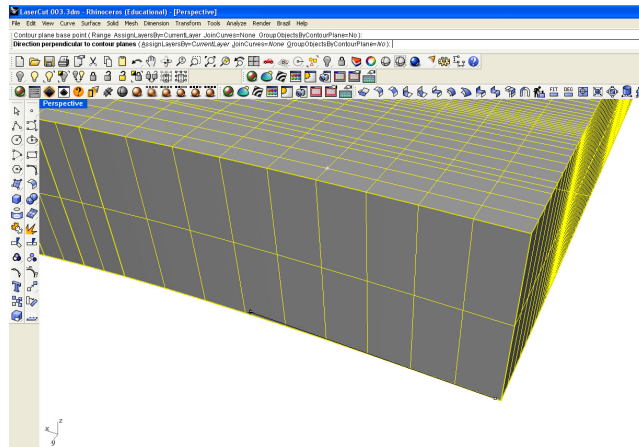 LaserCut 003.3dm - Rhinoceros (Educational) - [Perspective]
File Edit View Curve Surface Solid Mesh Dimension Transform Tools Analyze Render Brazil Help
Contour plane base point ( Range AssignLayersBy=CurrentLayer JoinCurves=None GroupObjectsByContourPlane=No ):
Direction perpendicular to contour planes ( AssignLayersBy=CurrentLayer JoinCurves=None GroupObjectsByContourPlane=No ):
Perspective
z
x
y